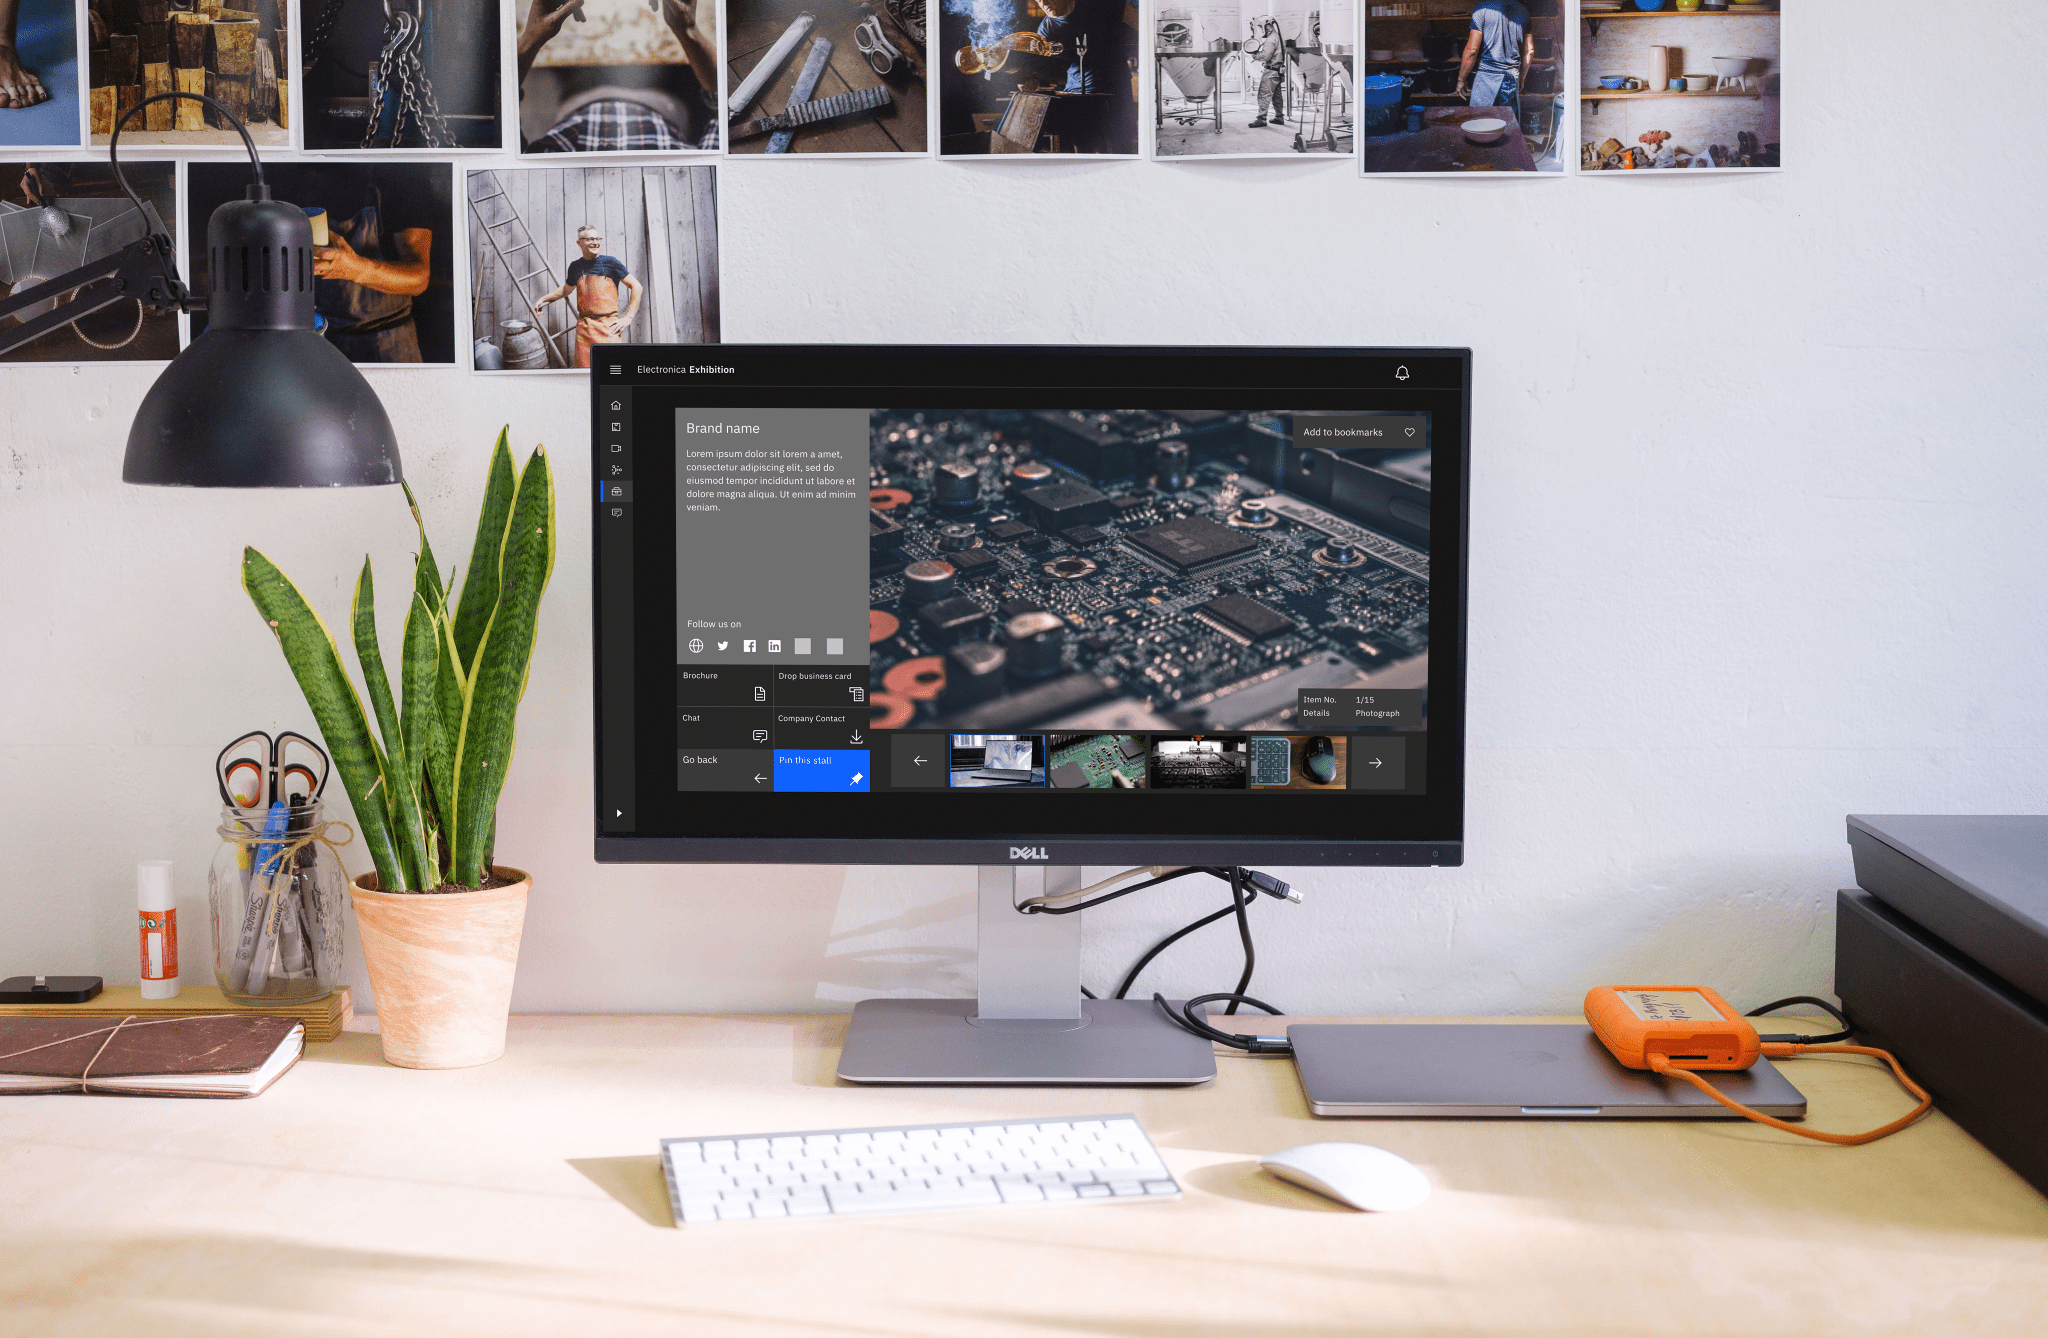 Electronica Exhibition
Brand name
Lorem ipsum dolor sit lorem a amet,
consectetur adipiscing elit, sed do
eiusmod tempor incididunt ut labore et
dolore magna aliqua. Ut enim ad minim
veniam.
Follow us on
Add to bookmarks
Item No. 1/15
Details Photograph
Brochure
Drop business card
Chat
Company Contact
Go back
Pin this stall
DELL
Sharpie
Sharpie